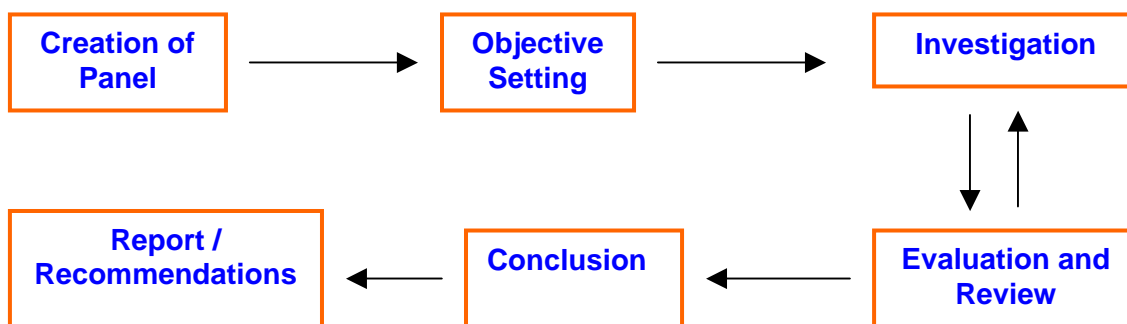 Creation of
Panel
Objective
Setting
Investigation
Evaluation and
Review
Conclusion
Report /
Recommendations